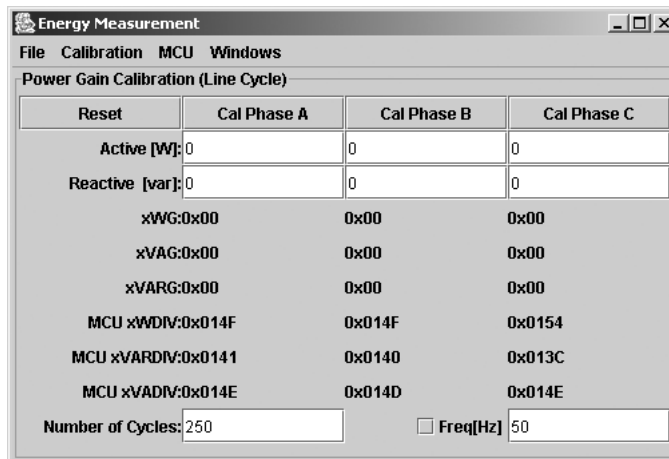 Energy Measurement
File Calibration MCU Windows
Power Gain Calibration (Line Cycle)
Reset Cal Phase A Cal Phase B Cal Phase C
Active [W]: 0 0 0
Reactive [var]: 0 0 0
xWG:0x00 0x00 0x00
xVAG:0x00 0x00 0x00
xVARG:0x00 0x00 0x00
MCU xWDIV:0x014F 0x014F 0x0154
MCU xVARDIV:0x0141 0x0140 0x013C
MCU xVADIV:0x014E 0x014D 0x014E
Number of Cycles: 250 Freq[Hz] 50